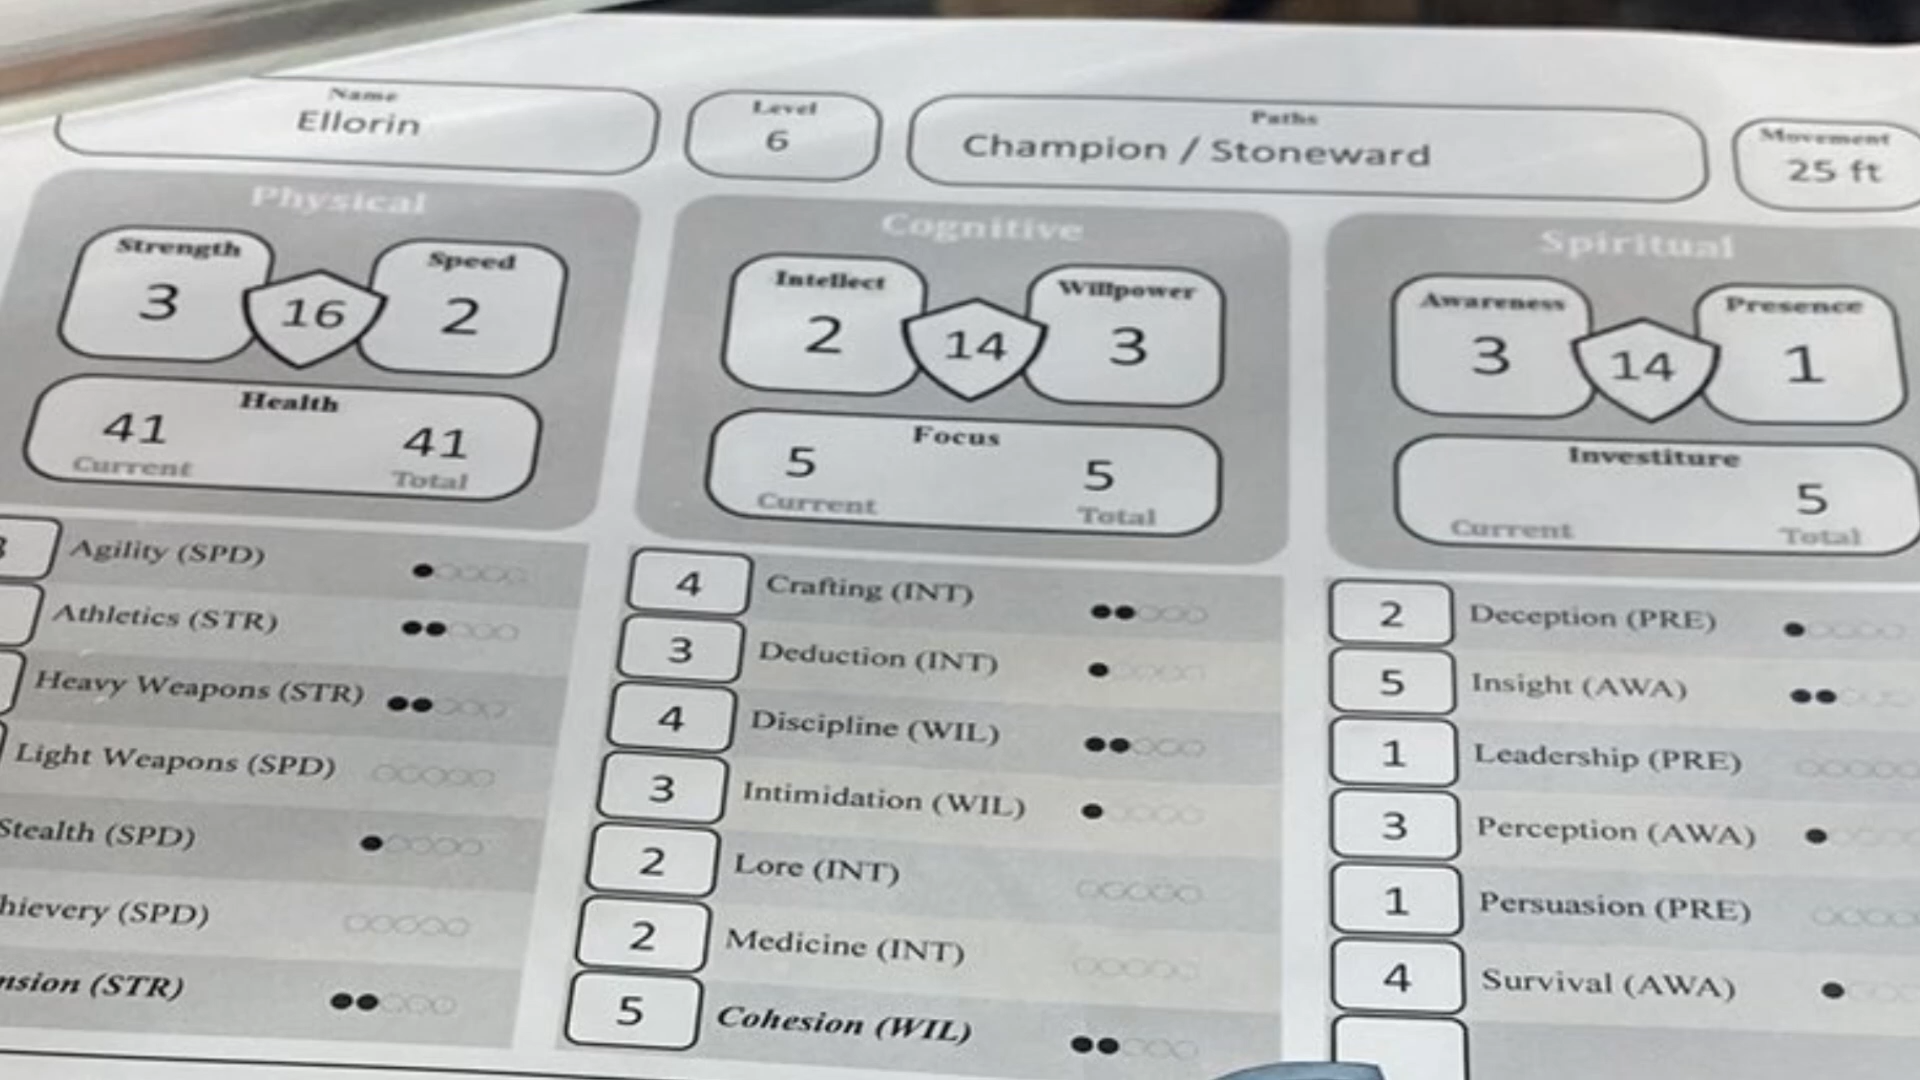 Name
Ellorin
Level
6
Paths
Champion / Stoneward
Movement
25 ft
Physical
Strength
3
16
Speed
2
Health
41
Current
41
Total
Cognitive
Intellect
2
14
Willpower
3
Focus
5
Current
5
Total
Spiritual
Awareness
3
14
Presence
1
Investiture
Current
5
Total
Agility (SPD)
Athletics (STR)
Heavy Weapons (STR)
Light Weapons (SPD)
Stealth (SPD)
hievery (SPD)
nsion (STR)
4 Crafting (INT)
3 Deduction (INT)
4 Discipline (WIL)
3 Intimidation (WIL)
2 Lore (INT)
2 Medicine (INT)
5 Cohesion (WIL)
2 Deception (PRE)
5 Insight (AWA)
1 Leadership (PRE)
3 Perception (AWA)
1 Persuasion (PRE)
4 Survival (AWA)